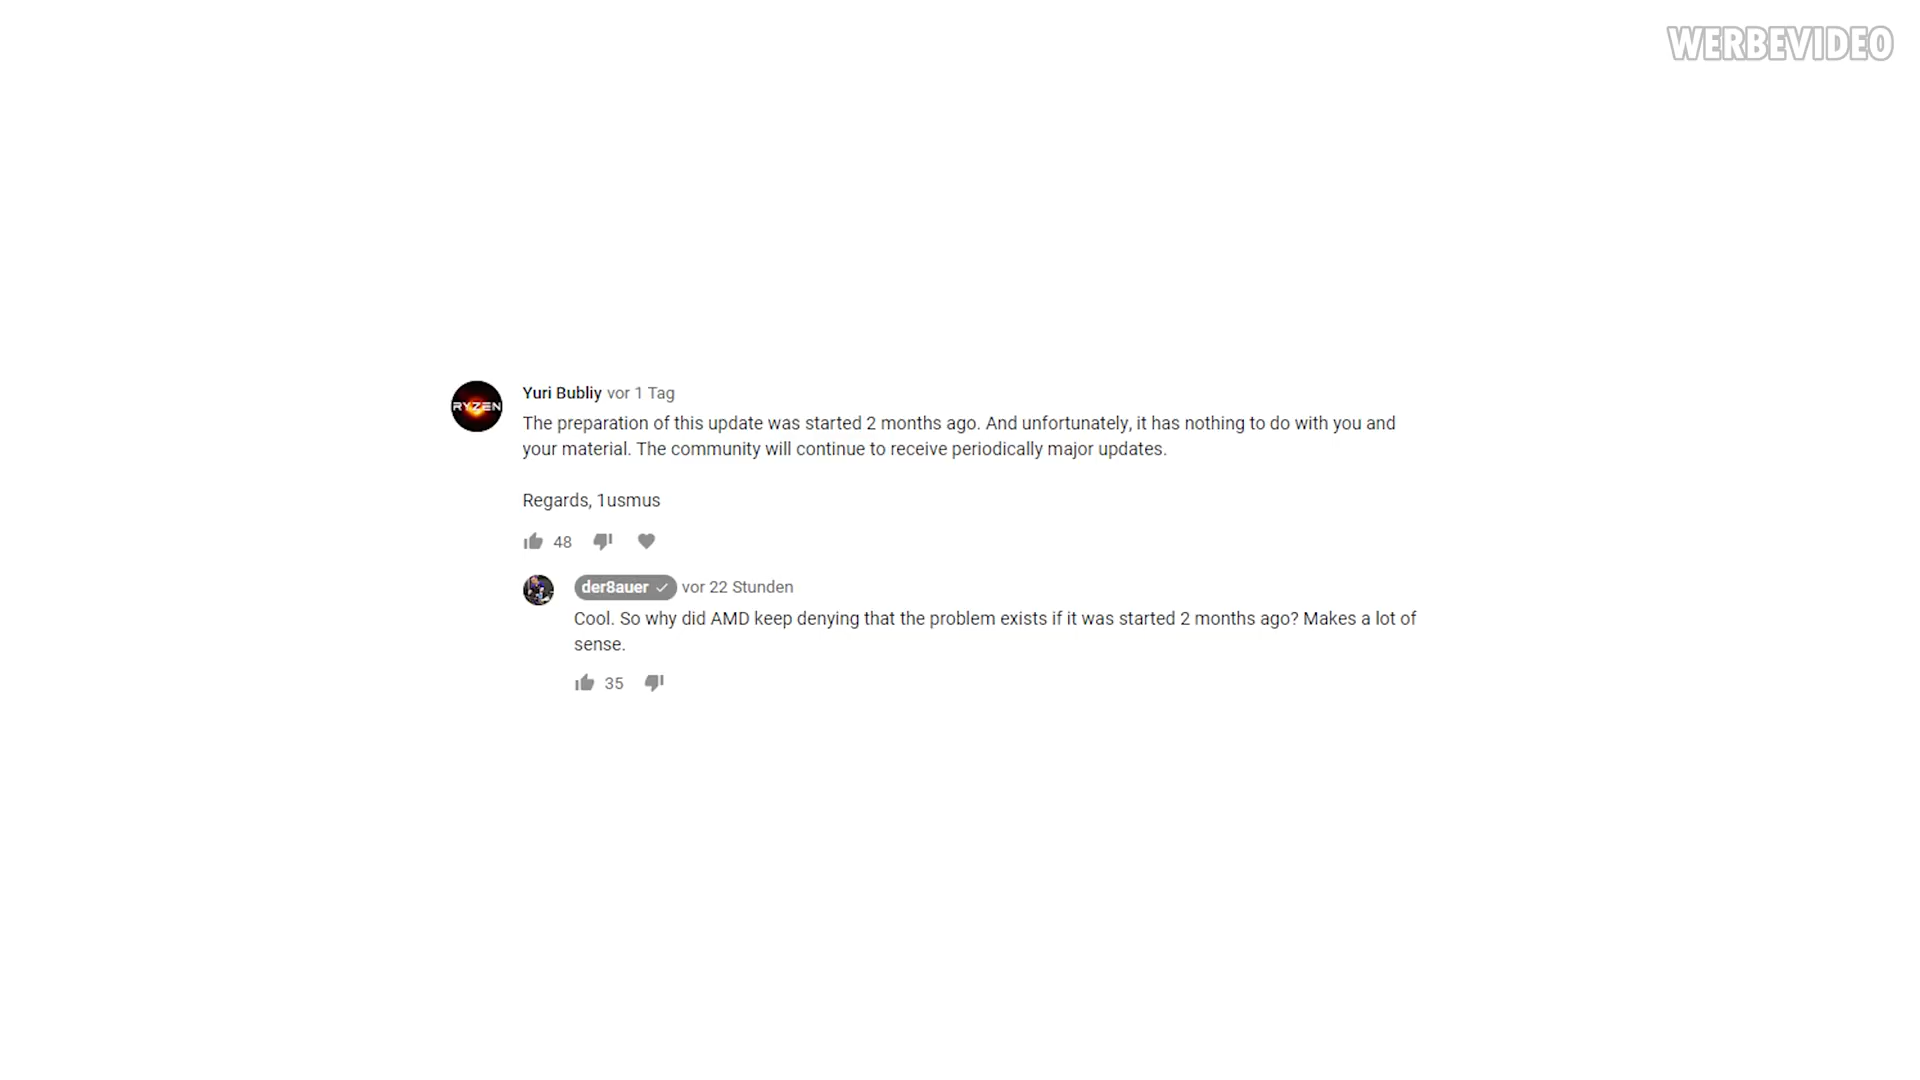 WERBEVIDEO
RYZEN
Yuri Bubliy vor 1 Tag
The preparation of this update was started 2 months ago. And unfortunately, it has nothing to do with you and
your material. The community will continue to receive periodically major updates.
Regards, 1usmus
48
der8auer vor 22 Stunden
Cool. So why did AMD keep denying that the problem exists if it was started 2 months ago? Makes a lot of
sense.
35